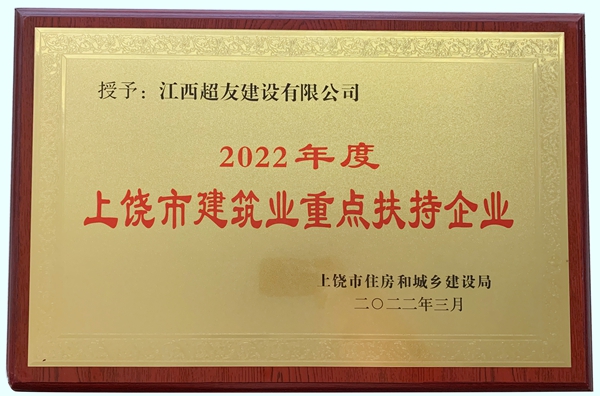 授予：江西超友建设有限公司
2022年度
上饶市建筑业重点扶持企业
上饶市住房和城乡建设局
二〇二二年三月